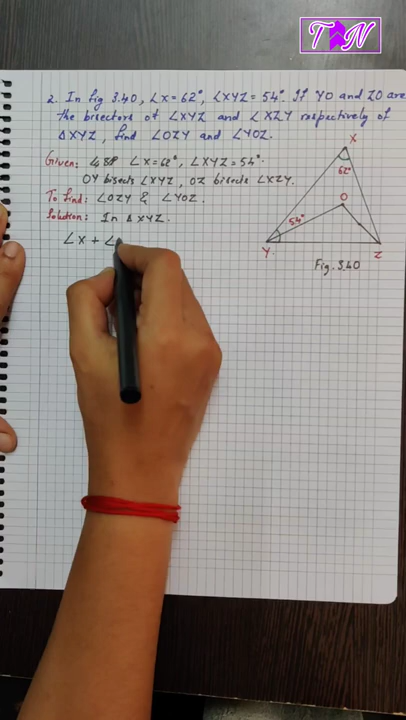 T N
2. In fig 3.40, ∠X = 62°, ∠XYZ = 54°. If YO and ZO are
the bisectors of ∠XYZ and ∠XZY respectively of
ΔXYZ, find ∠OZY and ∠YOZ.
Given: ∠X = 62°, ∠XYZ = 54°.
OY bisects ∠XYZ, OZ bisects ∠XZY.
To find: ∠OZY & ∠YOZ.
Solution: In ΔXYZ.
∠X + ∠
X
62°
O
54°
Y
Z
Fig. 3.40